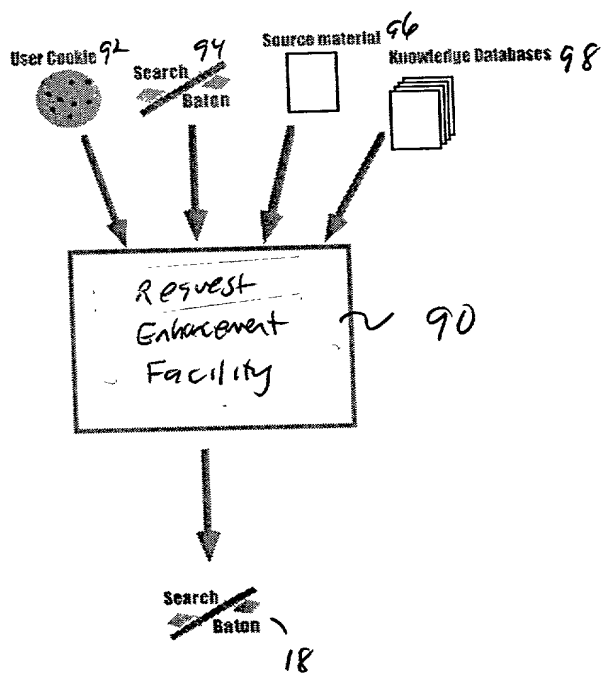 User Cookie 92
Search 94
Baton
Source material 96
Knowledge Databases 98
Request
Enhancement
Facility
90
Search
Baton
18